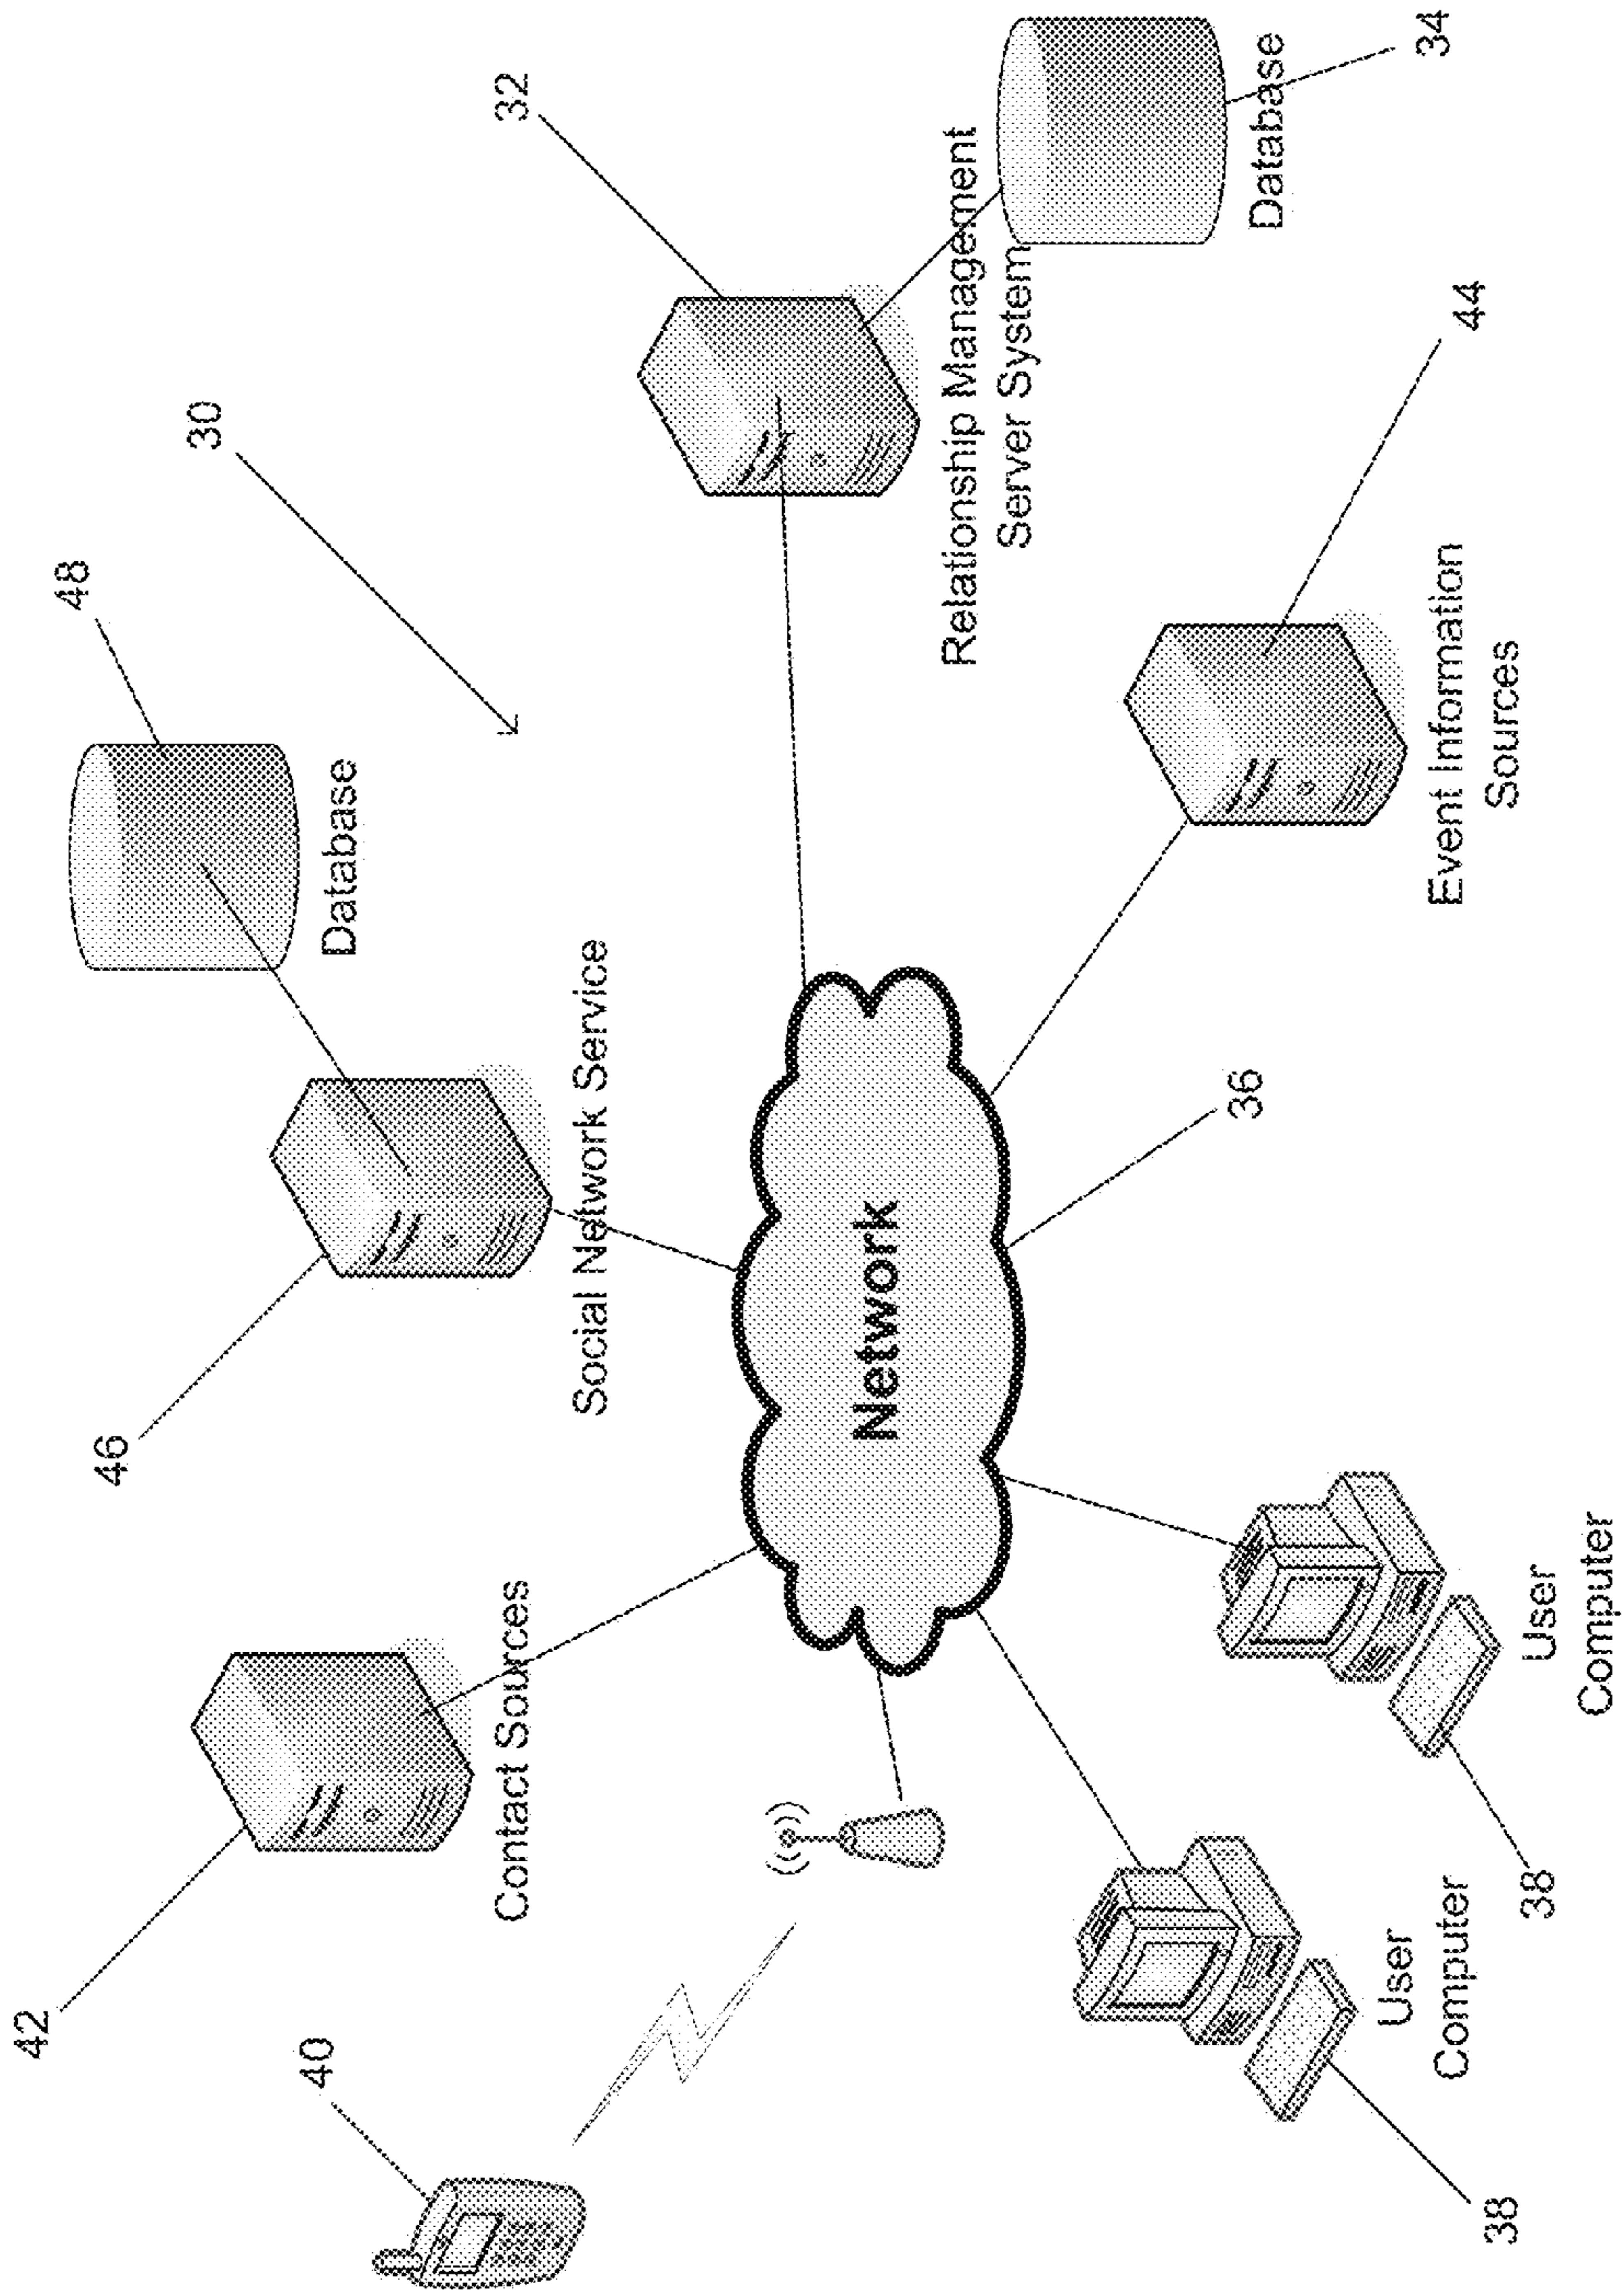 42
46
48
30
32
40
Database
Contact Sources
Social Network Service
Relationship Management
Server System
Database
34
Network
36
44
Event Information
Sources
User
Computer
38
User
Computer
38